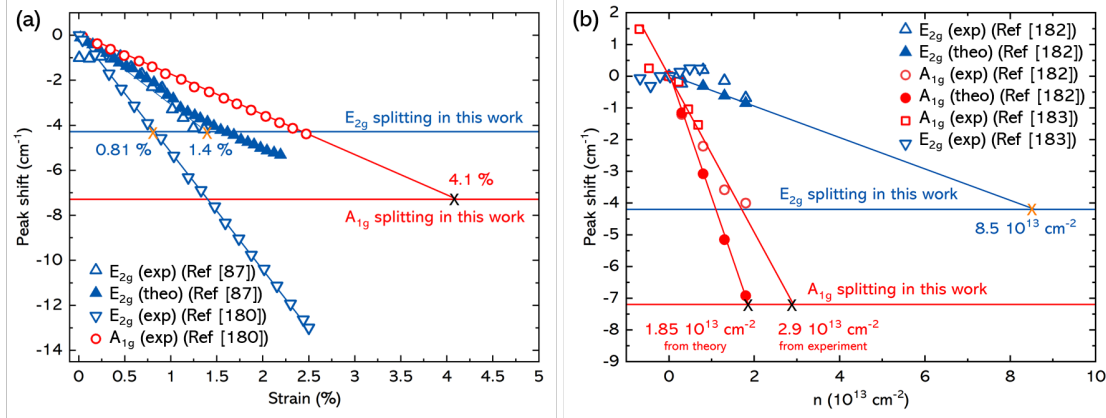 (a)
0
-2
-4
-6
-8
-10
-12
-14
Peak shift (cm⁻¹)
E₂g splitting in this work
0.81 %
1.4 %
4.1 %
A₁g splitting in this work
E₂g (exp) (Ref [87])
E₂g (theo) (Ref [87])
E₂g (exp) (Ref [180])
A₁g (exp) (Ref [180])
0 0.5 1 1.5 2 2.5 3 3.5 4 4.5 5
Strain (%)
(b)
2
1
0
-1
-2
-3
-4
-5
-6
-7
-8
-9
Peak shift (cm⁻¹)
E₂g (exp) (Ref [182])
E₂g (theo) (Ref [182])
A₁g (exp) (Ref [182])
A₁g (theo) (Ref [182])
A₁g (exp) (Ref [183])
E₂g (exp) (Ref [183])
E₂g splitting in this work
8.5 10¹³ cm⁻²
A₁g splitting in this work
1.85 10¹³ cm⁻² 2.9 10¹³ cm⁻²
from theory from experiment
0 2 4 6 8 10
n (10¹³ cm⁻²)